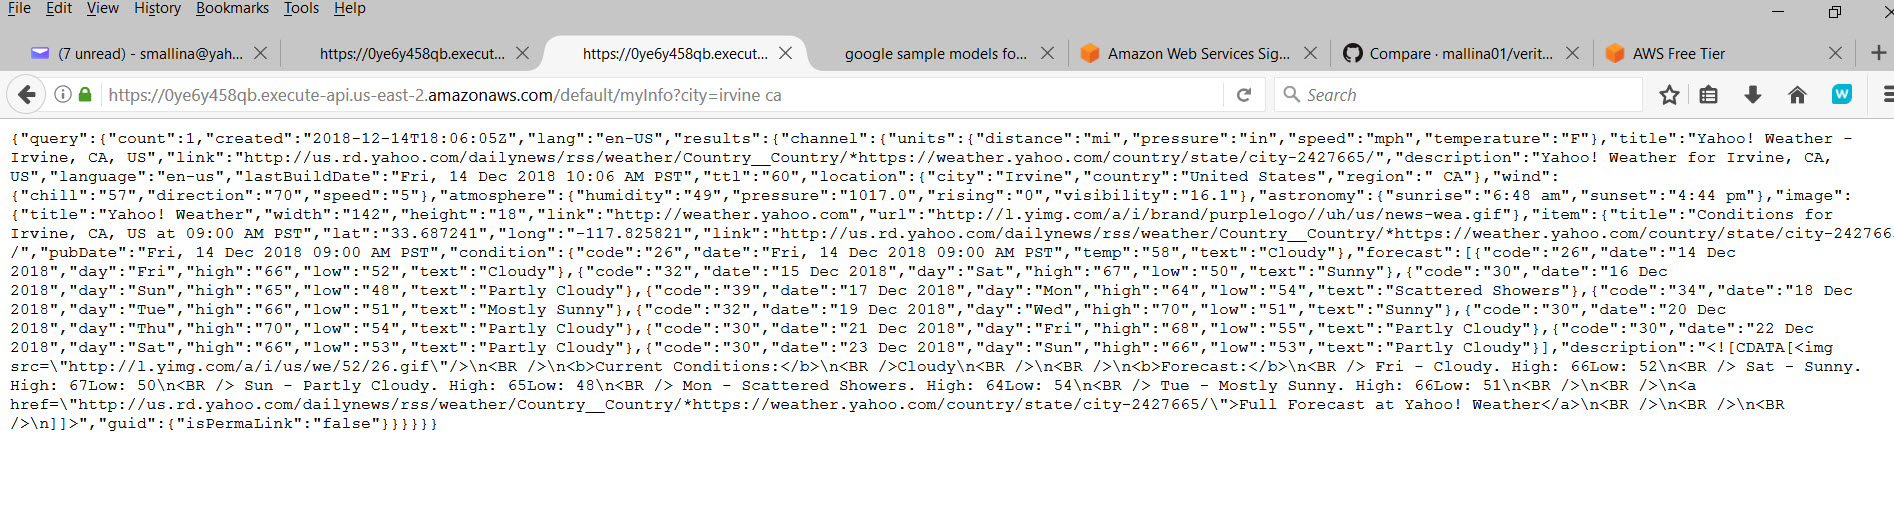 File Edit View History Bookmarks Tools Help
(7 unread) - smallina@yah... https://0ye6y458qb.execut... https://0ye6y458qb.execut... google sample models fo... Amazon Web Services Sig... Compare · mallina01/verit... AWS Free Tier
https://0ye6y458qb.execute-api.us-east-2.amazonaws.com/default/myInfo?city=irvine ca Search
{"query":{"count":1,"created":"2018-12-14T18:06:05Z","lang":"en-US","results":{"channel":{"units":{"distance":"mi","pressure":"in","speed":"mph","temperature":"F"},"title":"Yahoo! Weather -
Irvine, CA, US","link":"http://us.rd.yahoo.com/dailynews/rss/weather/Country__Country/*https://weather.yahoo.com/country/state/city-2427665/","description":"Yahoo! Weather for Irvine, CA,
US","language":"en-us","lastBuildDate":"Fri, 14 Dec 2018 10:06 AM PST","ttl":"60","location":{"city":"Irvine","country":"United States","region":" CA"},"wind":
{"chill":"57","direction":"70","speed":"5"},"atmosphere":{"humidity":"49","pressure":"1017.0","rising":"0","visibility":"16.1"},"astronomy":{"sunrise":"6:48 am","sunset":"4:44 pm"},"image":
{"title":"Yahoo! Weather","width":"142","height":"18","link":"http://weather.yahoo.com","url":"http://l.yimg.com/a/i/brand/purplelogo//uh/us/news-wea.gif"},"item":{"title":"Conditions for
Irvine, CA, US at 09:00 AM PST","lat":"33.687241","long":"-117.825821","link":"http://us.rd.yahoo.com/dailynews/rss/weather/Country__Country/*https://weather.yahoo.com/country/state/city-242766
/","pubDate":"Fri, 14 Dec 2018 09:00 AM PST","condition":{"code":"26","date":"Fri, 14 Dec 2018 09:00 AM PST","temp":"58","text":"Cloudy"},"forecast":[{"code":"26","date":"14 Dec
2018","day":"Fri","high":"66","low":"52","text":"Cloudy"},{"code":"32","date":"15 Dec 2018","day":"Sat","high":"67","low":"50","text":"Sunny"},{"code":"30","date":"16 Dec
2018","day":"Sun","high":"65","low":"48","text":"Partly Cloudy"},{"code":"39","date":"17 Dec 2018","day":"Mon","high":"64","low":"54","text":"Scattered Showers"},{"code":"34","date":"18 Dec
2018","day":"Tue","high":"66","low":"51","text":"Mostly Sunny"},{"code":"32","date":"19 Dec 2018","day":"Wed","high":"70","low":"51","text":"Sunny"},{"code":"30","date":"20 Dec
2018","day":"Thu","high":"70","low":"54","text":"Partly Cloudy"},{"code":"30","date":"21 Dec 2018","day":"Fri","high":"68","low":"55","text":"Partly Cloudy"},{"code":"30","date":"22 Dec
2018","day":"Sat","high":"66","low":"53","text":"Partly Cloudy"},{"code":"30","date":"23 Dec 2018","day":"Sun","high":"66","low":"53","text":"Partly Cloudy"}],"description":"<![CDATA[<img
src=\"http://l.yimg.com/a/i/us/we/52/26.gif\"/>\n<BR />\n<b>Current Conditions:</b>\n<BR />Cloudy\n<BR />\n<BR />\n<b>Forecast:</b>\n<BR /> Fri - Cloudy. High: 66Low: 52\n<BR /> Sat - Sunny.
High: 67Low: 50\n<BR /> Sun - Partly Cloudy. High: 65Low: 48\n<BR /> Mon - Scattered Showers. High: 64Low: 54\n<BR /> Tue - Mostly Sunny. High: 66Low: 51\n<BR />\n<BR />\n<a
href=\"http://us.rd.yahoo.com/dailynews/rss/weather/Country__Country/*https://weather.yahoo.com/country/state/city-2427665/\">Full Forecast at Yahoo! Weather</a>\n<BR />\n<BR />\n<BR
/>\n]]>","guid":{"isPermaLink":"false"}}}}}}